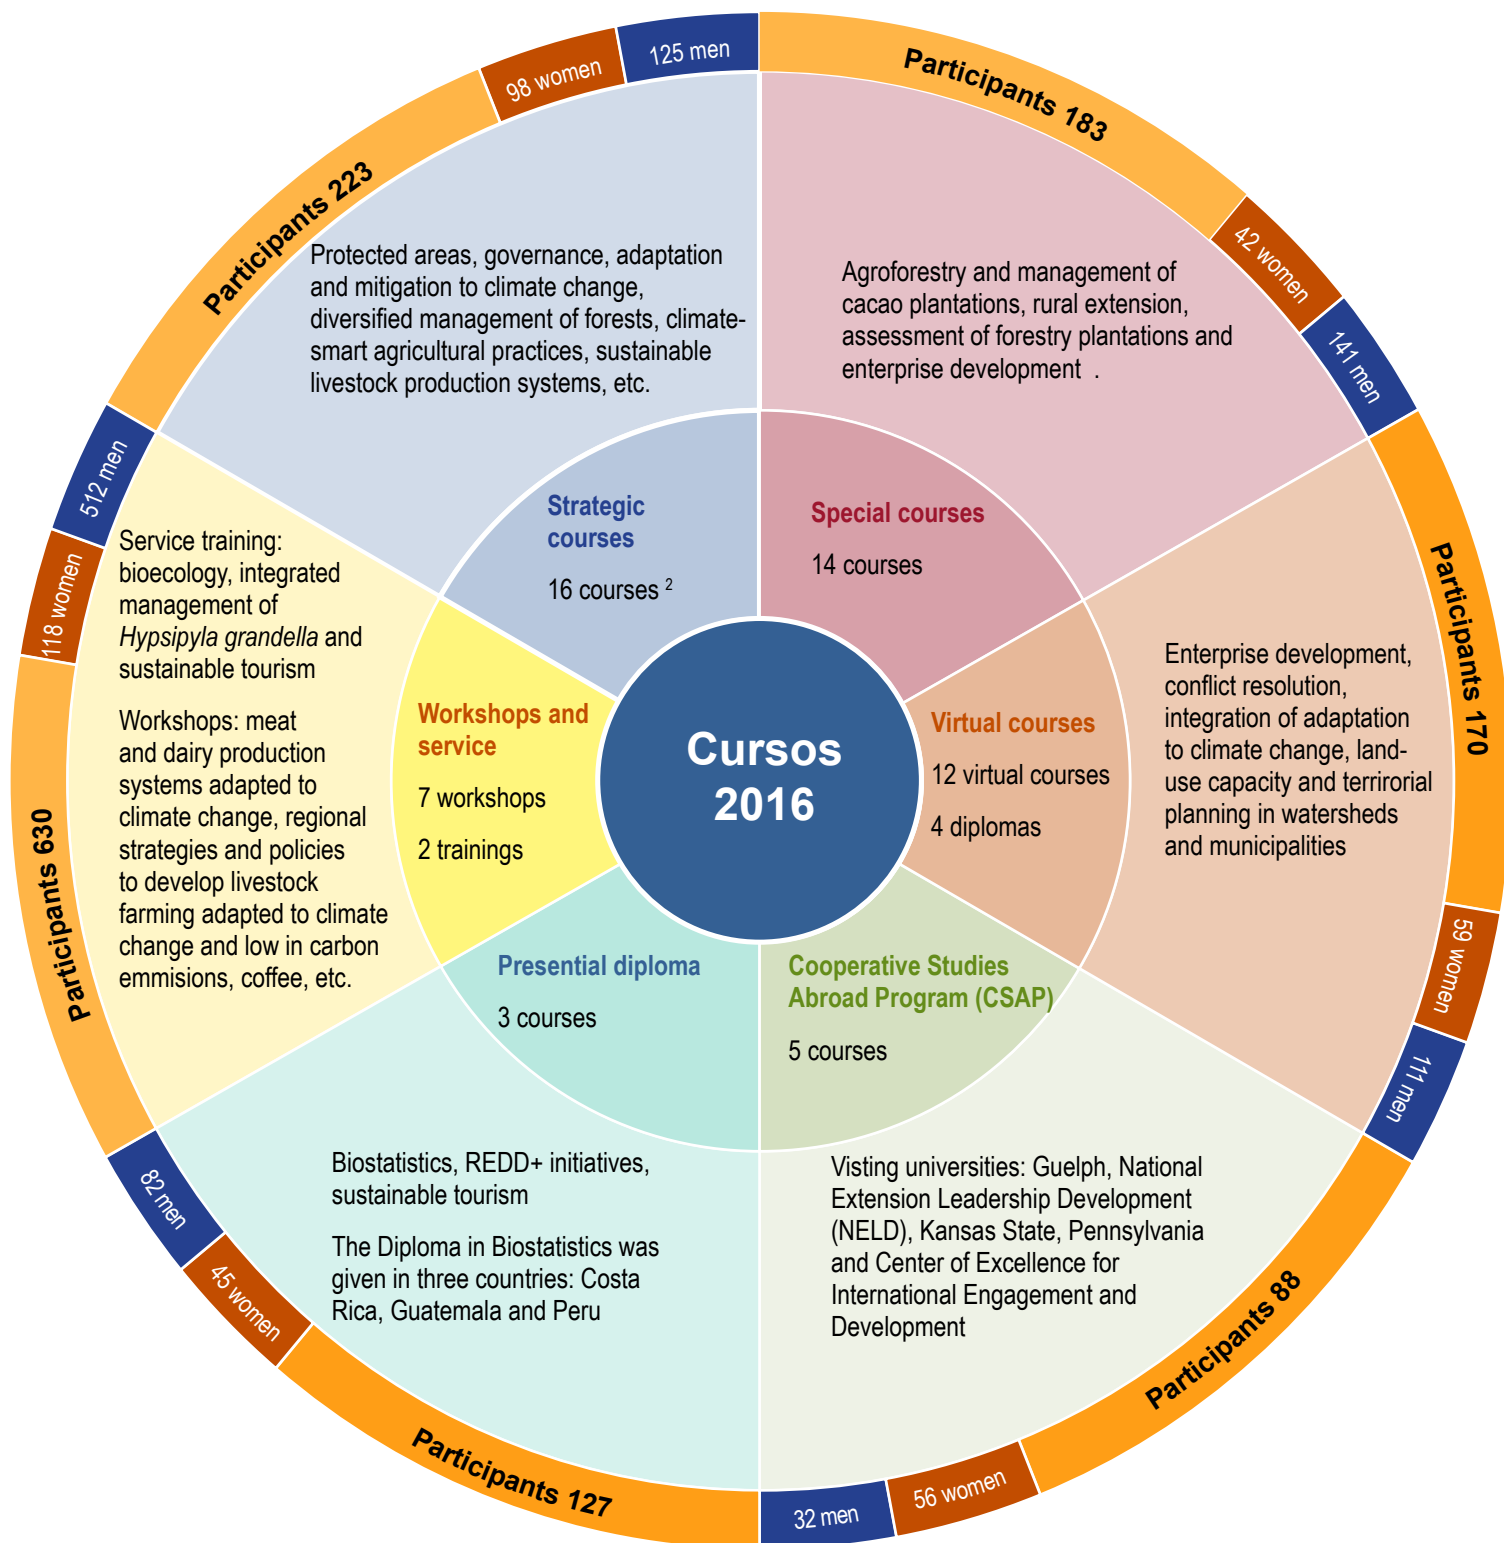 Cursos
2016
Strategic
courses
16 courses 2
Protected areas, governance, adaptation
and mitigation to climate change,
diversified management of forests, climate-
smart agricultural practices, sustainable
livestock production systems, etc.
Participants 223
98 women
125 men
Special courses
14 courses
Agroforestry and management of
cacao plantations, rural extension,
assessment of forestry plantations and
enterprise development .
Participants 183
42 women
141 men
Virtual courses
12 virtual courses
4 diplomas
Enterprise development,
conflict resolution,
integration of adaptation
to climate change, land-
use capacity and terrirorial
planning in watersheds
and municipalities
Participants 170
59 women
111 men
Cooperative Studies
Abroad Program (CSAP)
5 courses
Visting universities: Guelph, National
Extension Leadership Development
(NELD), Kansas State, Pennsylvania
and Center of Excellence for
International Engagement and
Development
Participants 88
56 women
32 men
Presential diploma
3 courses
Biostatistics, REDD+ initiatives,
sustainable tourism
The Diploma in Biostatistics was
given in three countries: Costa
Rica, Guatemala and Peru
Participants 127
45 women
82 men
Workshops and
service
7 workshops
2 trainings
Service training:
bioecology, integrated
management of
Hypsipyla grandella and
sustainable tourism
Workshops: meat
and dairy production
systems adapted to
climate change, regional
strategies and policies
to develop livestock
farming adapted to climate
change and low in carbon
emmisions, coffee, etc.
Participants 630
118 women
512 men